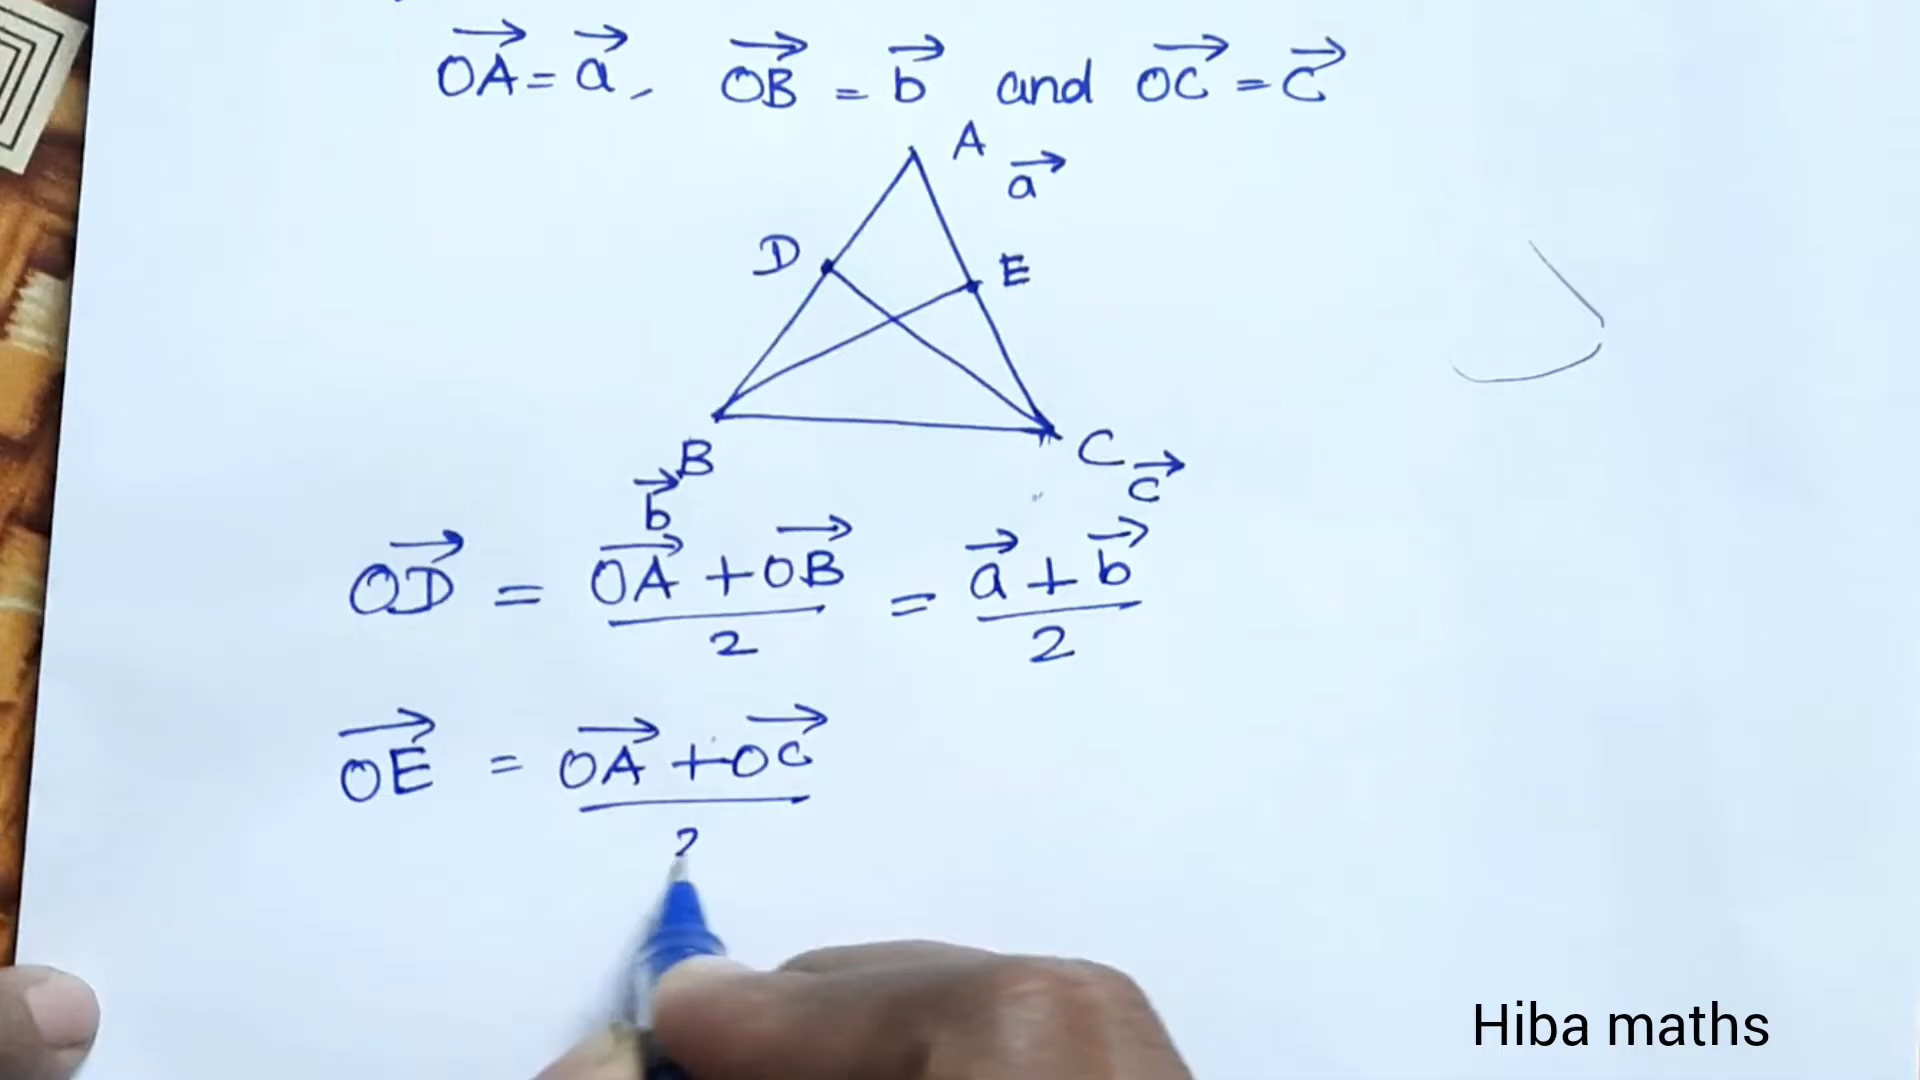 OA⃗ = a⃗, OB⃗ = b⃗ and OC⃗ = c⃗
A
a⃗
D
E
B
b⃗
C
c⃗
OD⃗ = (OA⃗ + OB⃗)/2 = (a⃗ + b⃗)/2
OE⃗ = (OA⃗ + OC⃗)/2
Hiba maths